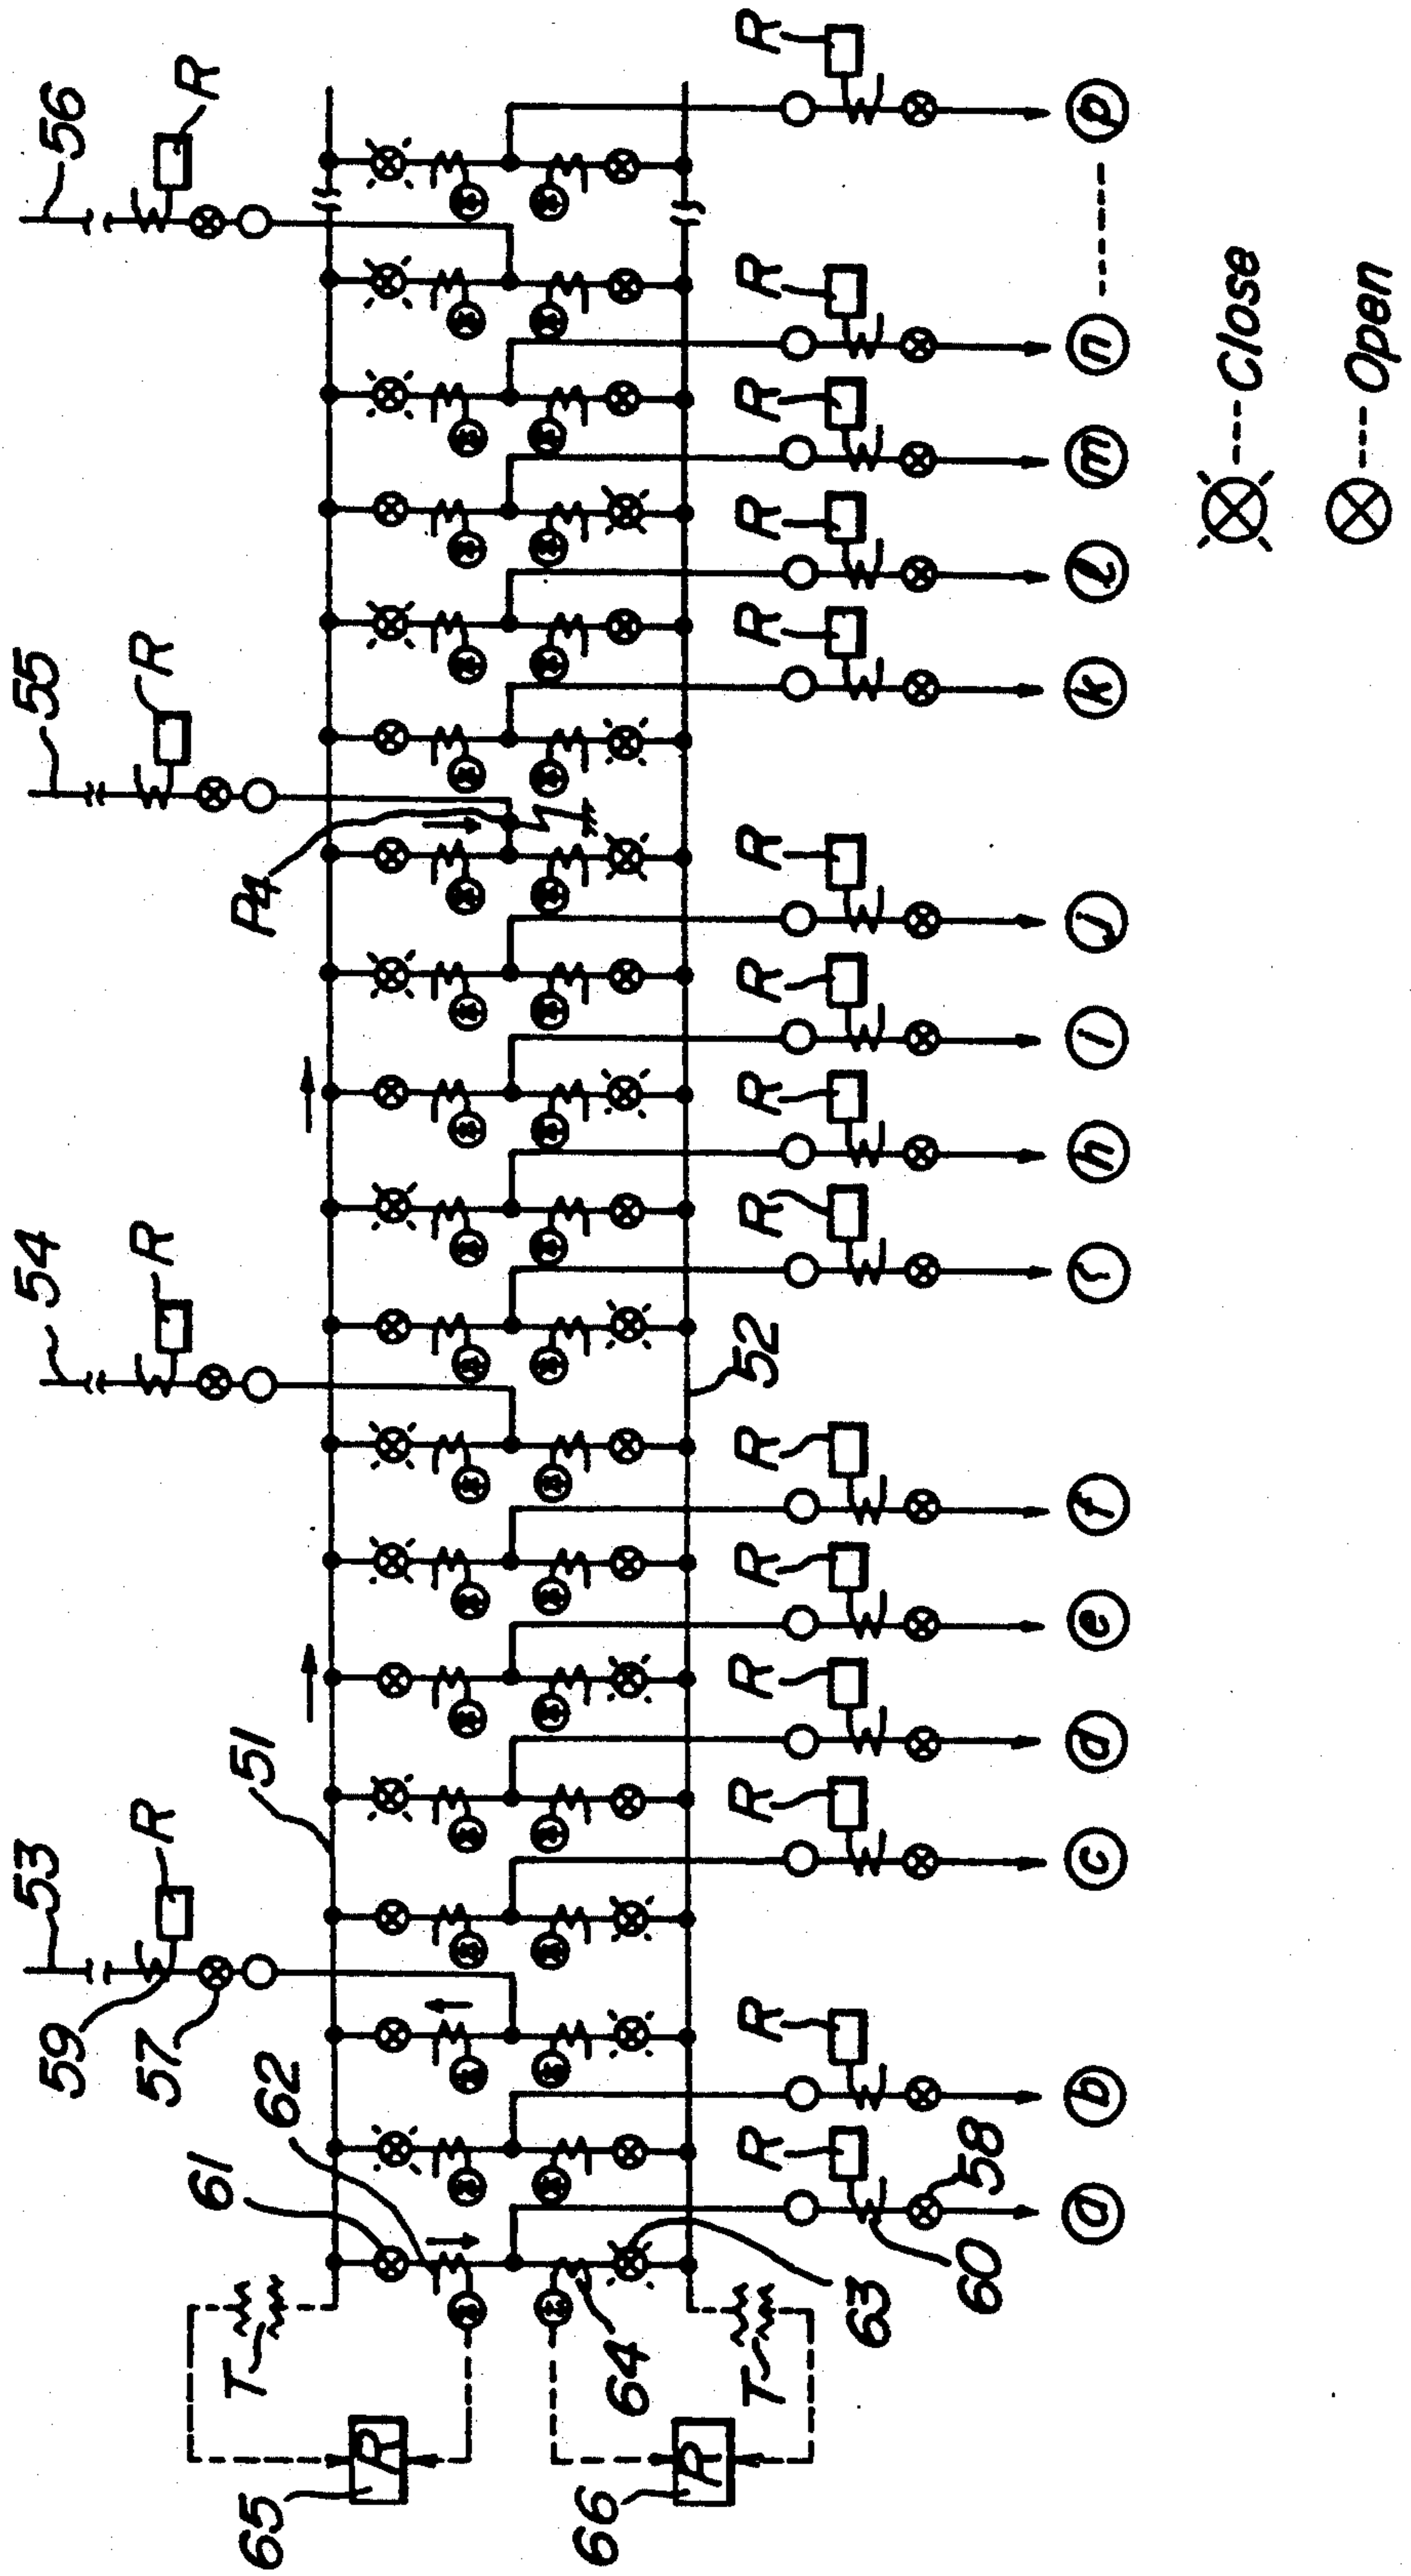 53 54 55 56
R R R R
59
57
61 62 51 P4
65 R T
66 R T
64 63 52
R R R R R R R R R R R R R R R
60 58
a b c d e f h i j k l m n ---- p
---Close
---Open